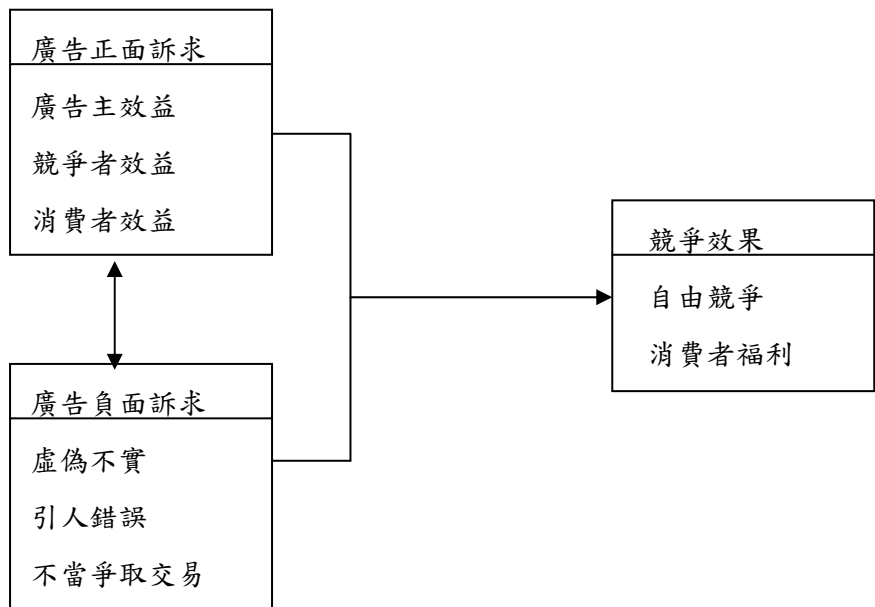 廣告正面訴求
廣告主效益
競爭者效益
消費者效益
競爭效果
自由競爭
消費者福利
廣告負面訴求
虛偽不實
引人錯誤
不當爭取交易